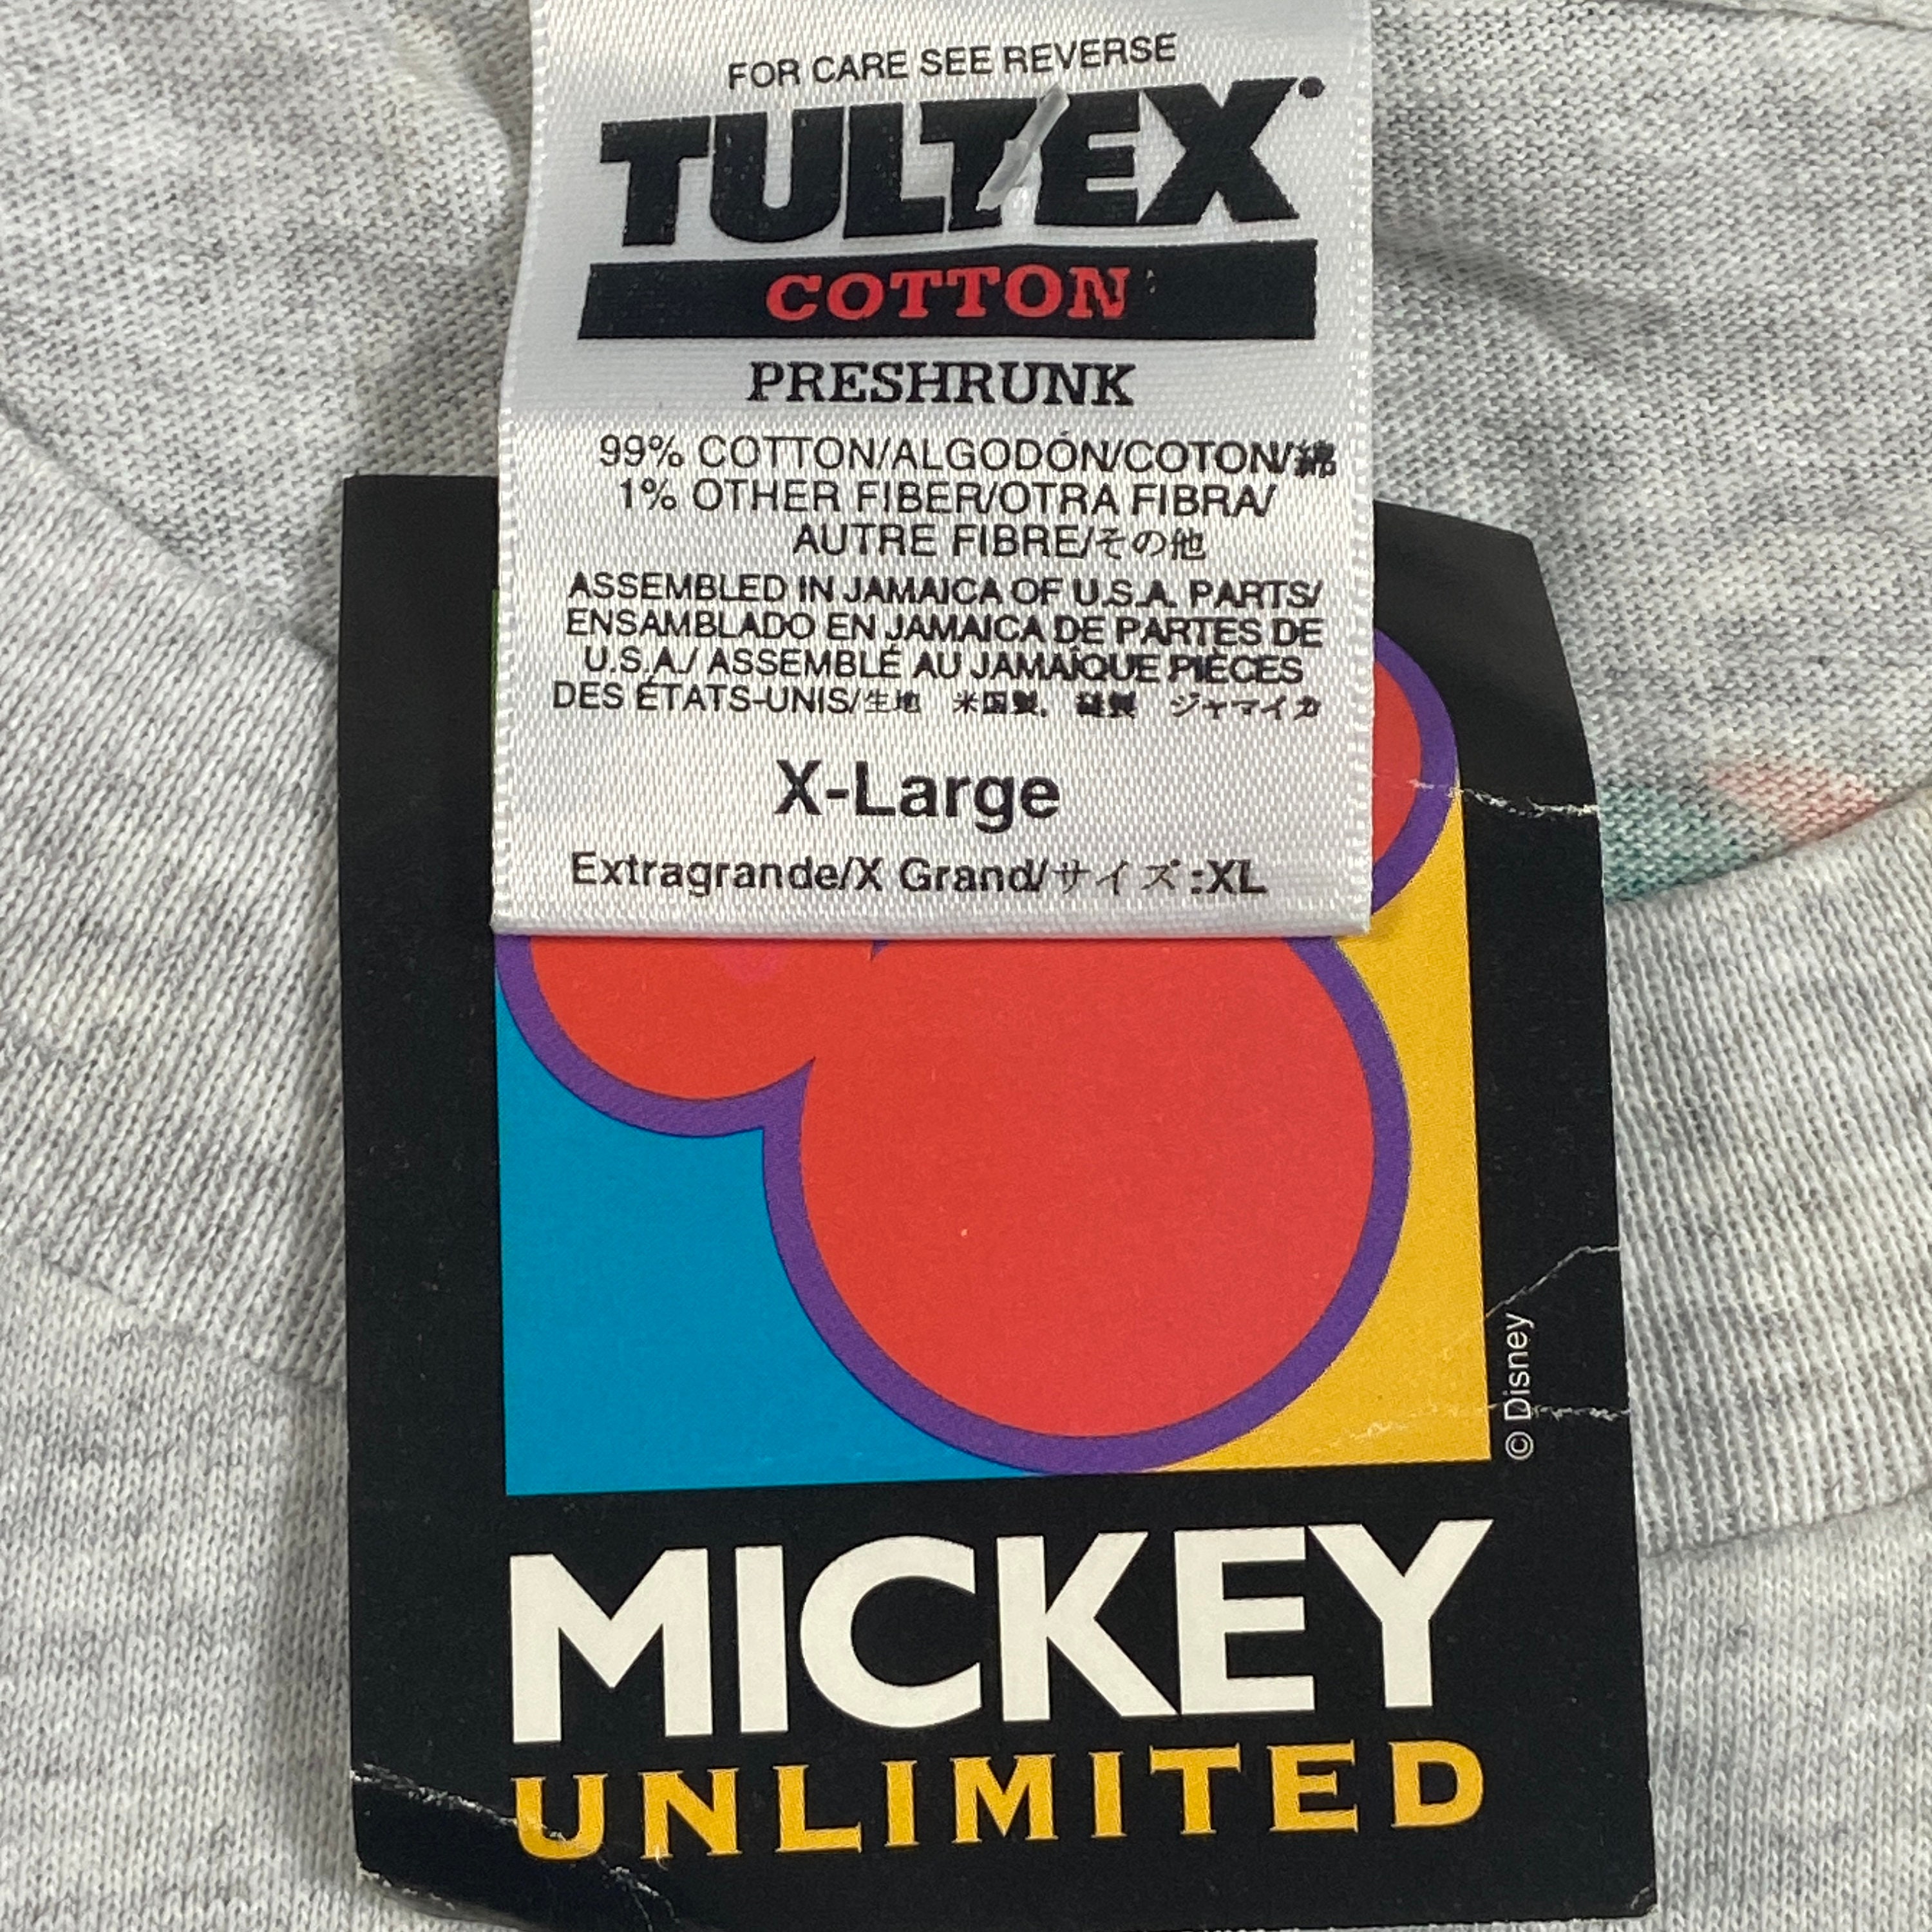 FOR CARE SEE REVERSE
TULTEX
COTTON
PRESHRUNK
99% COTTON/ALGODÓN/COTON/綿
1% OTHER FIBER/OTRA FIBRA/
AUTRE FIBRE/その他
ASSEMBLED IN JAMAICA OF U.S.A. PARTS/
ENSAMBLADO EN JAMAICA DE PARTES DE
U.S.A./ ASSEMBLÉ AU JAMAÏQUE PIÈCES
DES ÉTATS-UNIS/生地 米国製, 縫製 ジャマイカ
X-Large
Extragrande/X Grand/サイズ:XL
© Disney
MICKEY
UNLIMITED